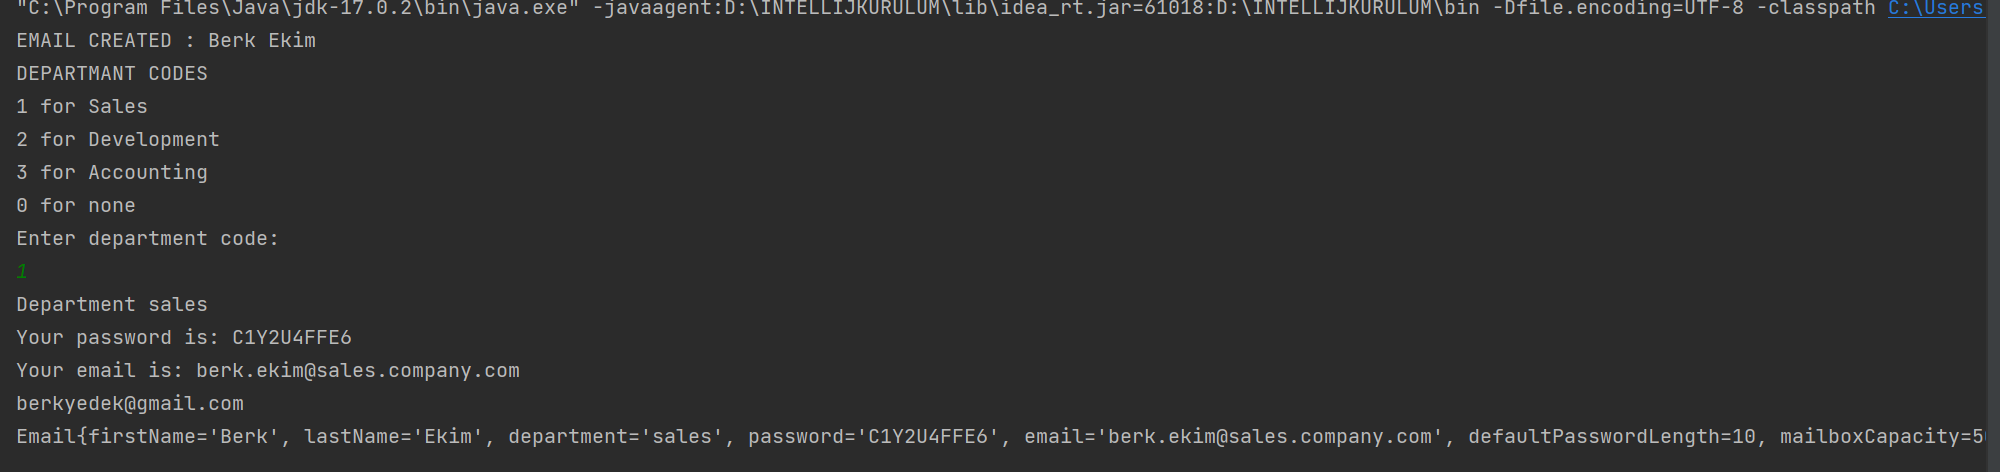 "C:\Program Files\Java\jdk-17.0.2\bin\java.exe" -javaagent:D:\INTELLIJKURULUM\lib\idea_rt.jar=61018:D:\INTELLIJKURULUM\bin -Dfile.encoding=UTF-8 -classpath C:\Users
EMAIL CREATED : Berk Ekim
DEPARTMANT CODES
1 for Sales
2 for Development
3 for Accounting
0 for none
Enter department code:
1
Department sales
Your password is: C1Y2U4FFE6
Your email is: berk.ekim@sales.company.com
berkyedek@gmail.com
Email{firstName='Berk', lastName='Ekim', department='sales', password='C1Y2U4FFE6', email='berk.ekim@sales.company.com', defaultPasswordLength=10, mailboxCapacity=5